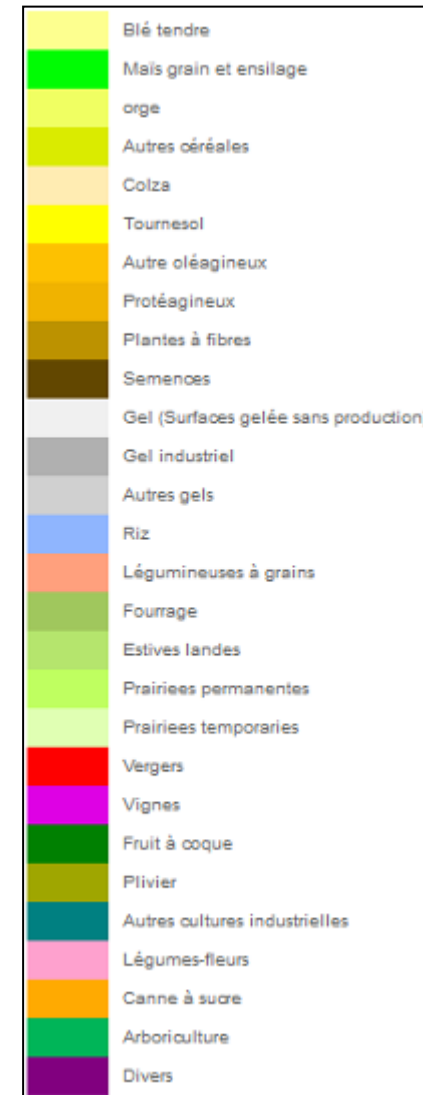 Blé tendre
Maïs grain et ensilage
orge
Autres céréales
Colza
Tournesol
Autre oléagineux
Protéagineux
Plantes à fibres
Semences
Gel (Surfaces gelée sans production
Gel industriel
Autres gels
Riz
Légumineuses à grains
Fourrage
Estives landes
Prairiees permanentes
Prairiees temporaries
Vergers
Vignes
Fruit à coque
Plivier
Autres cultures industrielles
Légumes-fleurs
Canne à sucre
Arboriculture
Divers